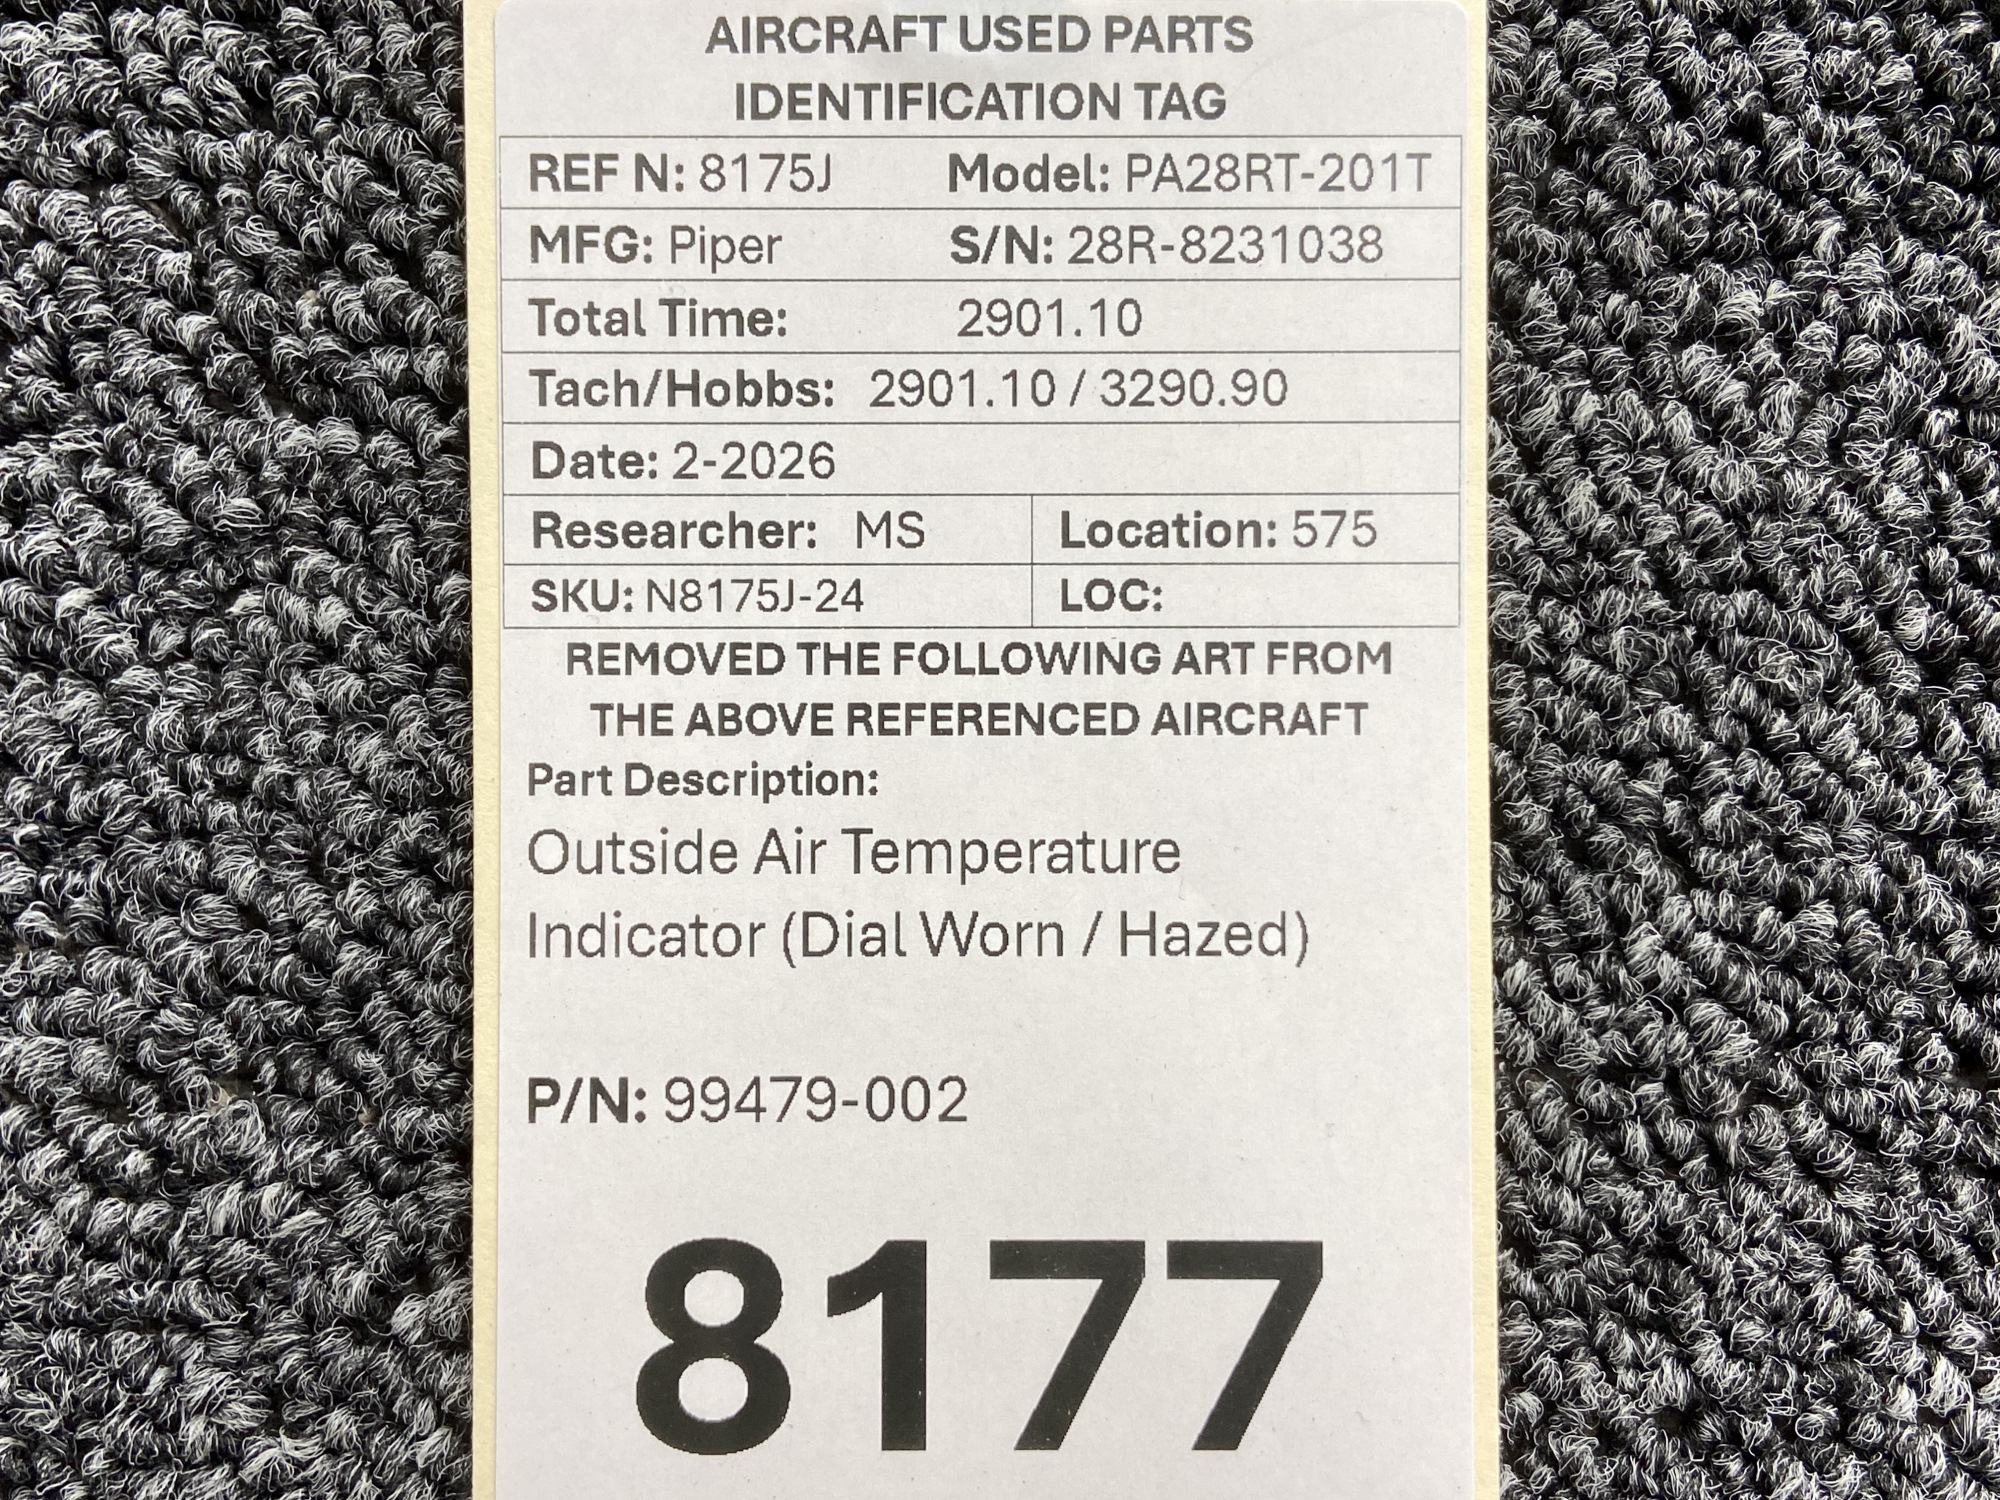 AIRCRAFT USED PARTS
IDENTIFICATION TAG
REF N: 8175J Model: PA28RT-201T
MFG: Piper S/N: 28R-8231038
Total Time: 2901.10
Tach/Hobbs: 2901.10 / 3290.90
Date: 2-2026
Researcher: MS Location: 575
SKU: N8175J-24 LOC:
REMOVED THE FOLLOWING ART FROM
THE ABOVE REFERENCED AIRCRAFT
Part Description:
Outside Air Temperature
Indicator (Dial Worn / Hazed)
P/N: 99479-002
8177